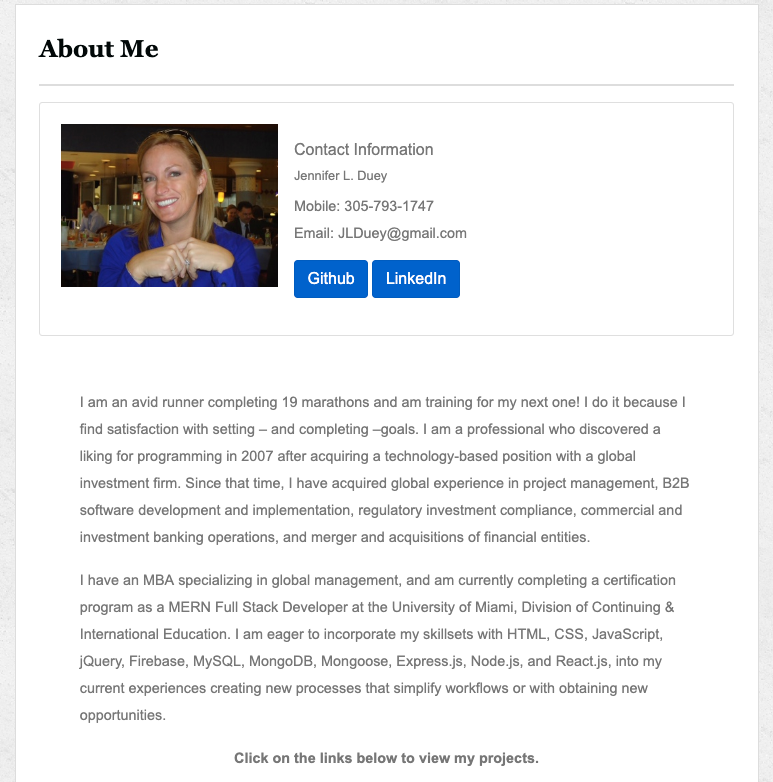 About Me
Contact Information
Jennifer L. Duey
Mobile: 305-793-1747
Email: JLDuey@gmail.com
Github LinkedIn
I am an avid runner completing 19 marathons and am training for my next one! I do it because I
find satisfaction with setting – and completing –goals. I am a professional who discovered a
liking for programming in 2007 after acquiring a technology-based position with a global
investment firm. Since that time, I have acquired global experience in project management, B2B
software development and implementation, regulatory investment compliance, commercial and
investment banking operations, and merger and acquisitions of financial entities.
I have an MBA specializing in global management, and am currently completing a certification
program as a MERN Full Stack Developer at the University of Miami, Division of Continuing &
International Education. I am eager to incorporate my skillsets with HTML, CSS, JavaScript,
jQuery, Firebase, MySQL, MongoDB, Mongoose, Express.js, Node.js, and React.js, into my
current experiences creating new processes that simplify workflows or with obtaining new
opportunities.
Click on the links below to view my projects.